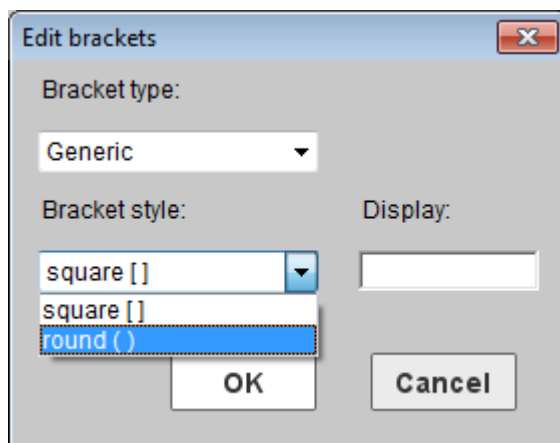 Edit brackets
Bracket type:
Generic
Bracket style: Display:
square [ ]
square [ ]
round ( )
OK Cancel